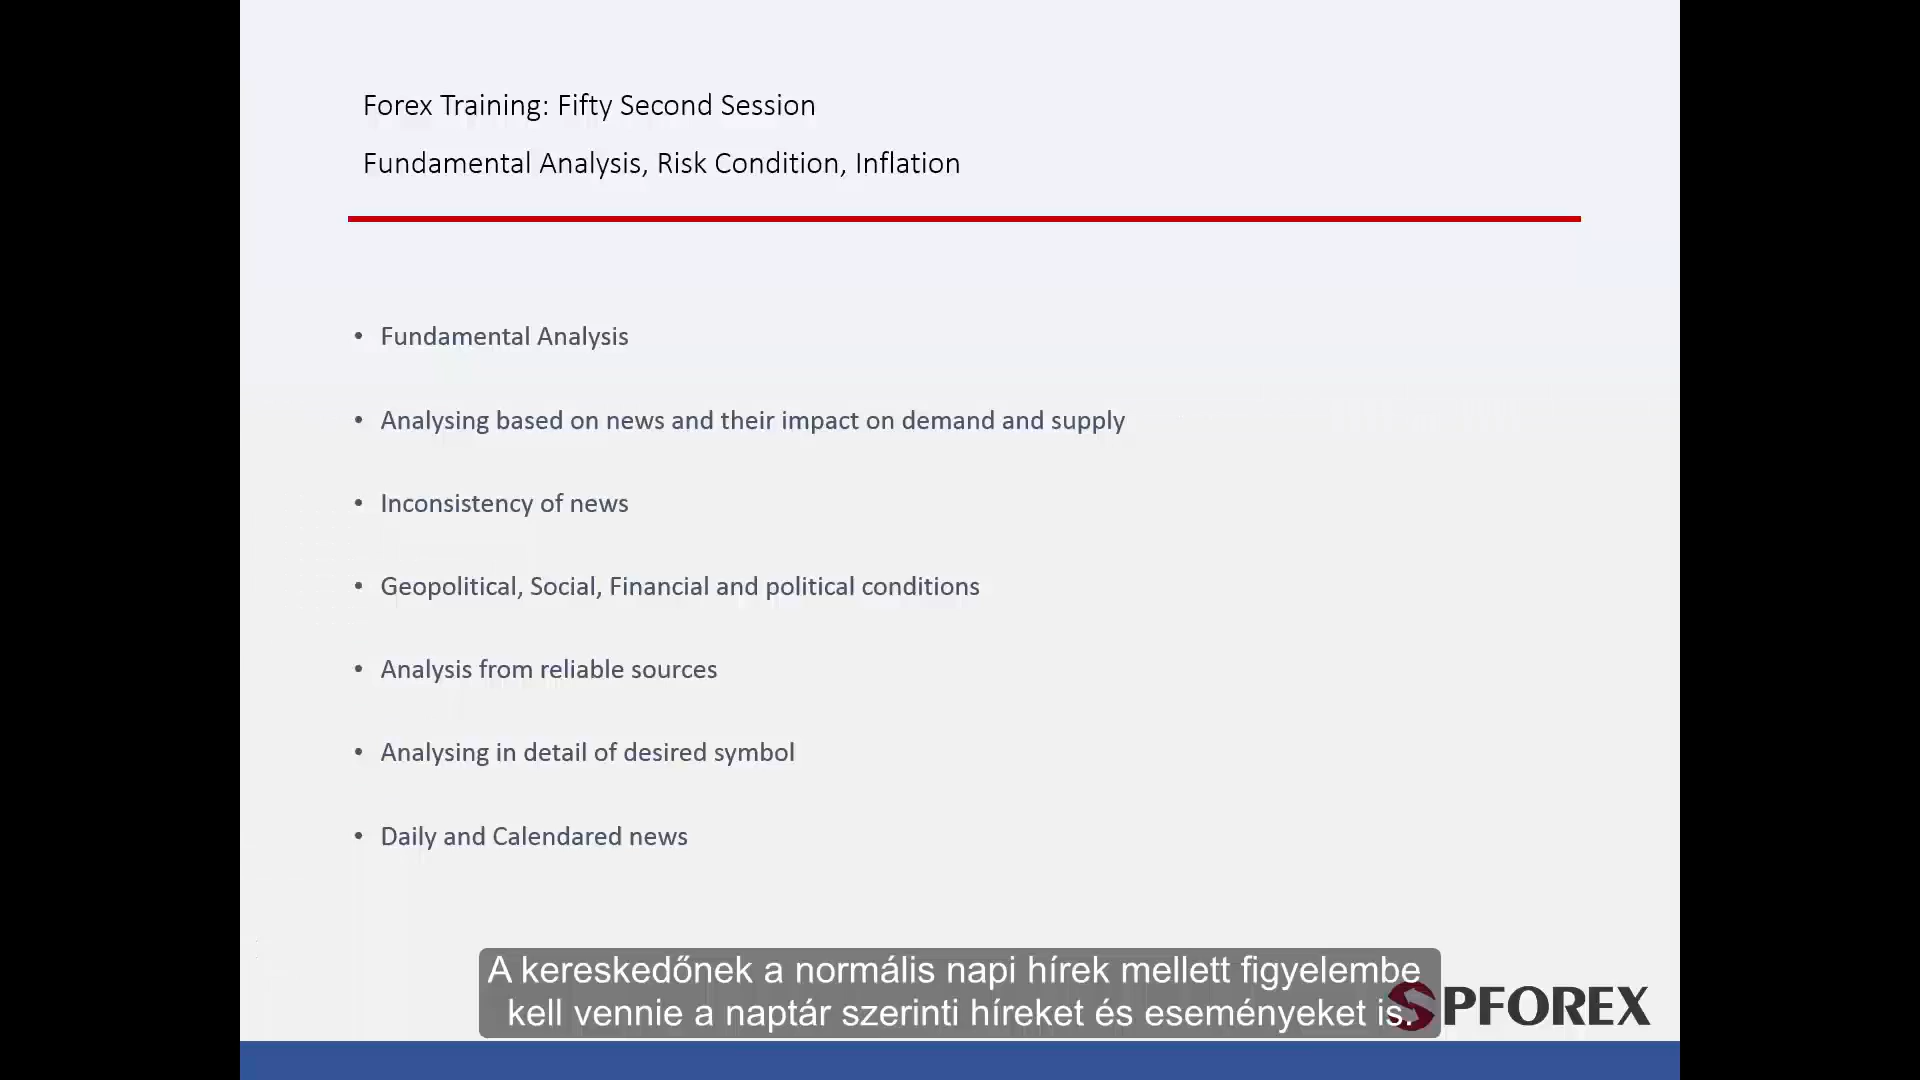 Forex Training: Fifty Second Session
Fundamental Analysis, Risk Condition, Inflation
• Fundamental Analysis
• Analysing based on news and their impact on demand and supply
• Inconsistency of news
• Geopolitical, Social, Financial and political conditions
• Analysis from reliable sources
• Analysing in detail of desired symbol
• Daily and Calendared news
A kereskedőnek a normális napi hírek mellett figyelembe
kell vennie a naptár szerinti híreket és eseményeket is.
SPFOREX